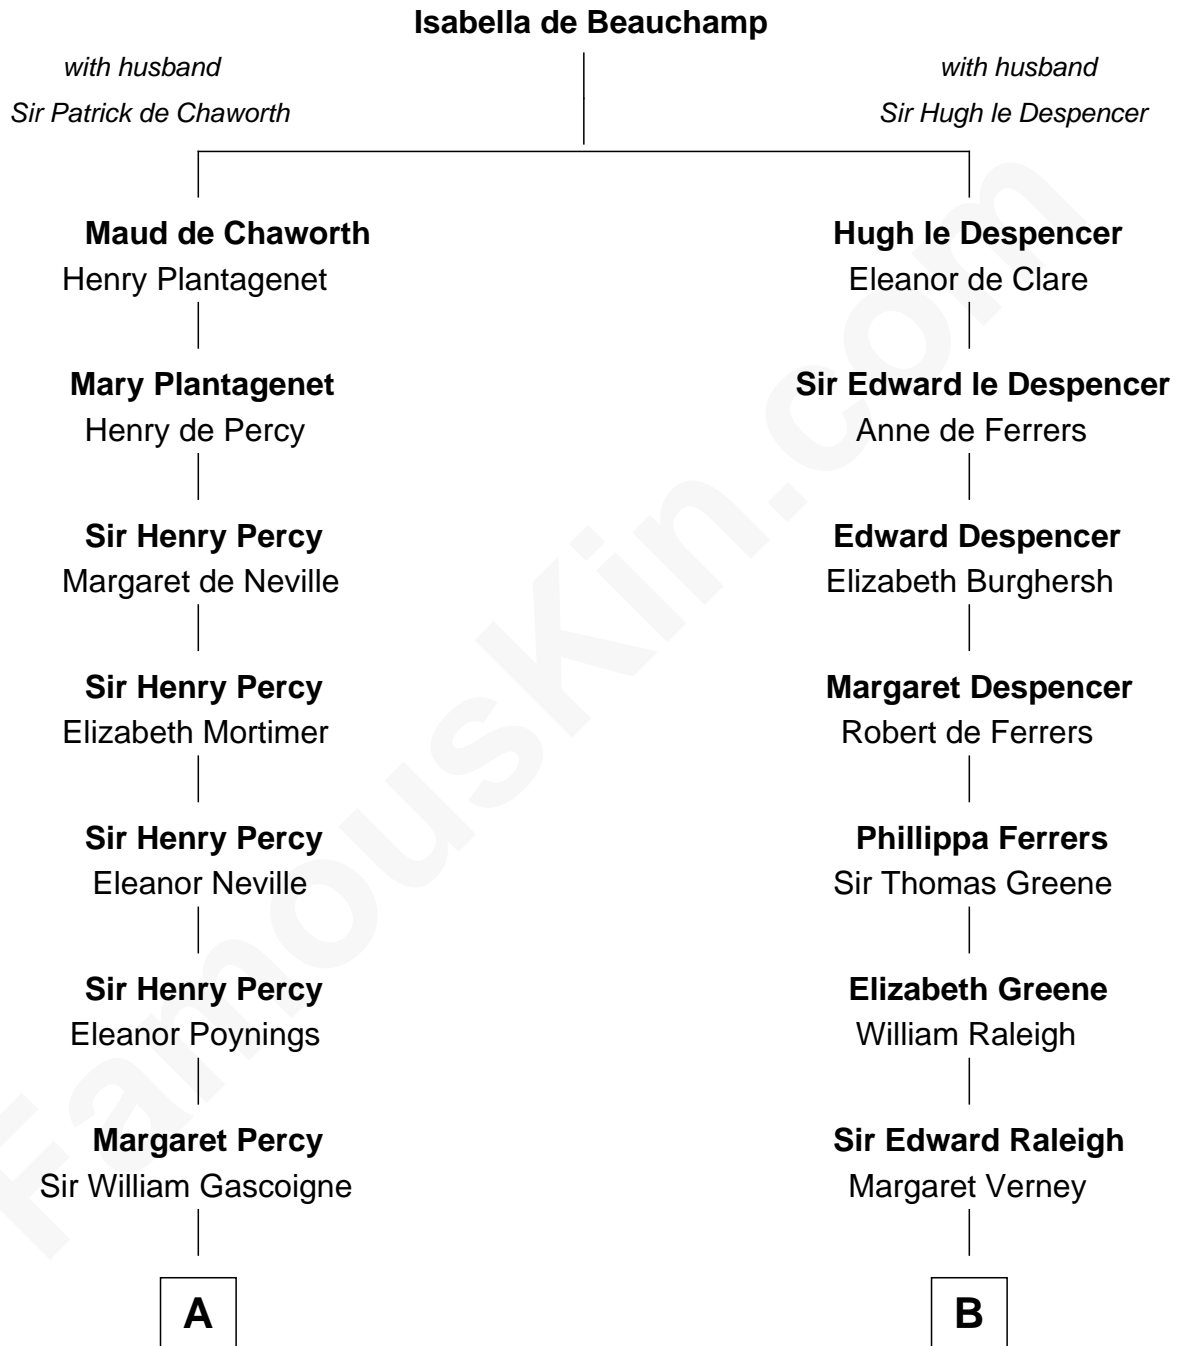 Isabella de Beauchamp
with husband
Sir Patrick de Chaworth
with husband
Sir Hugh le Despencer
Maud de Chaworth
Henry Plantagenet
Hugh le Despencer
Eleanor de Clare
Mary Plantagenet
Henry de Percy
Sir Edward le Despencer
Anne de Ferrers
Sir Henry Percy
Margaret de Neville
Edward Despencer
Elizabeth Burghersh
Sir Henry Percy
Elizabeth Mortimer
Margaret Despencer
Robert de Ferrers
Sir Henry Percy
Eleanor Neville
Phillippa Ferrers
Sir Thomas Greene
Sir Henry Percy
Eleanor Poynings
Elizabeth Greene
William Raleigh
Margaret Percy
Sir William Gascoigne
Sir Edward Raleigh
Margaret Verney
A
B
FamousKin.com